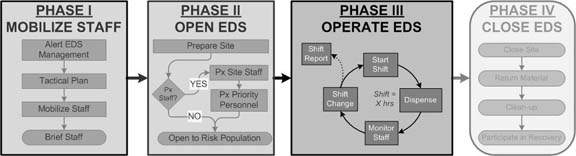 PHASE I
MOBILIZE STAFF
Alert EDS
Management
Tactical Plan
Mobilize Staff
Brief Staff
PHASE II
OPEN EDS
Prepare Site
Px
Staff?
YES
Px Site Staff
Px Priority
Personnel
NO
Open to Risk Population
PHASE III
OPERATE EDS
Shift
Report
Start
Shift
Shift =
X hrs
Dispense
Shift
Change
Monitor
Staff
PHASE IV
CLOSE EDS
Close Site
Return Material
Clean-up
Participate in Recovery